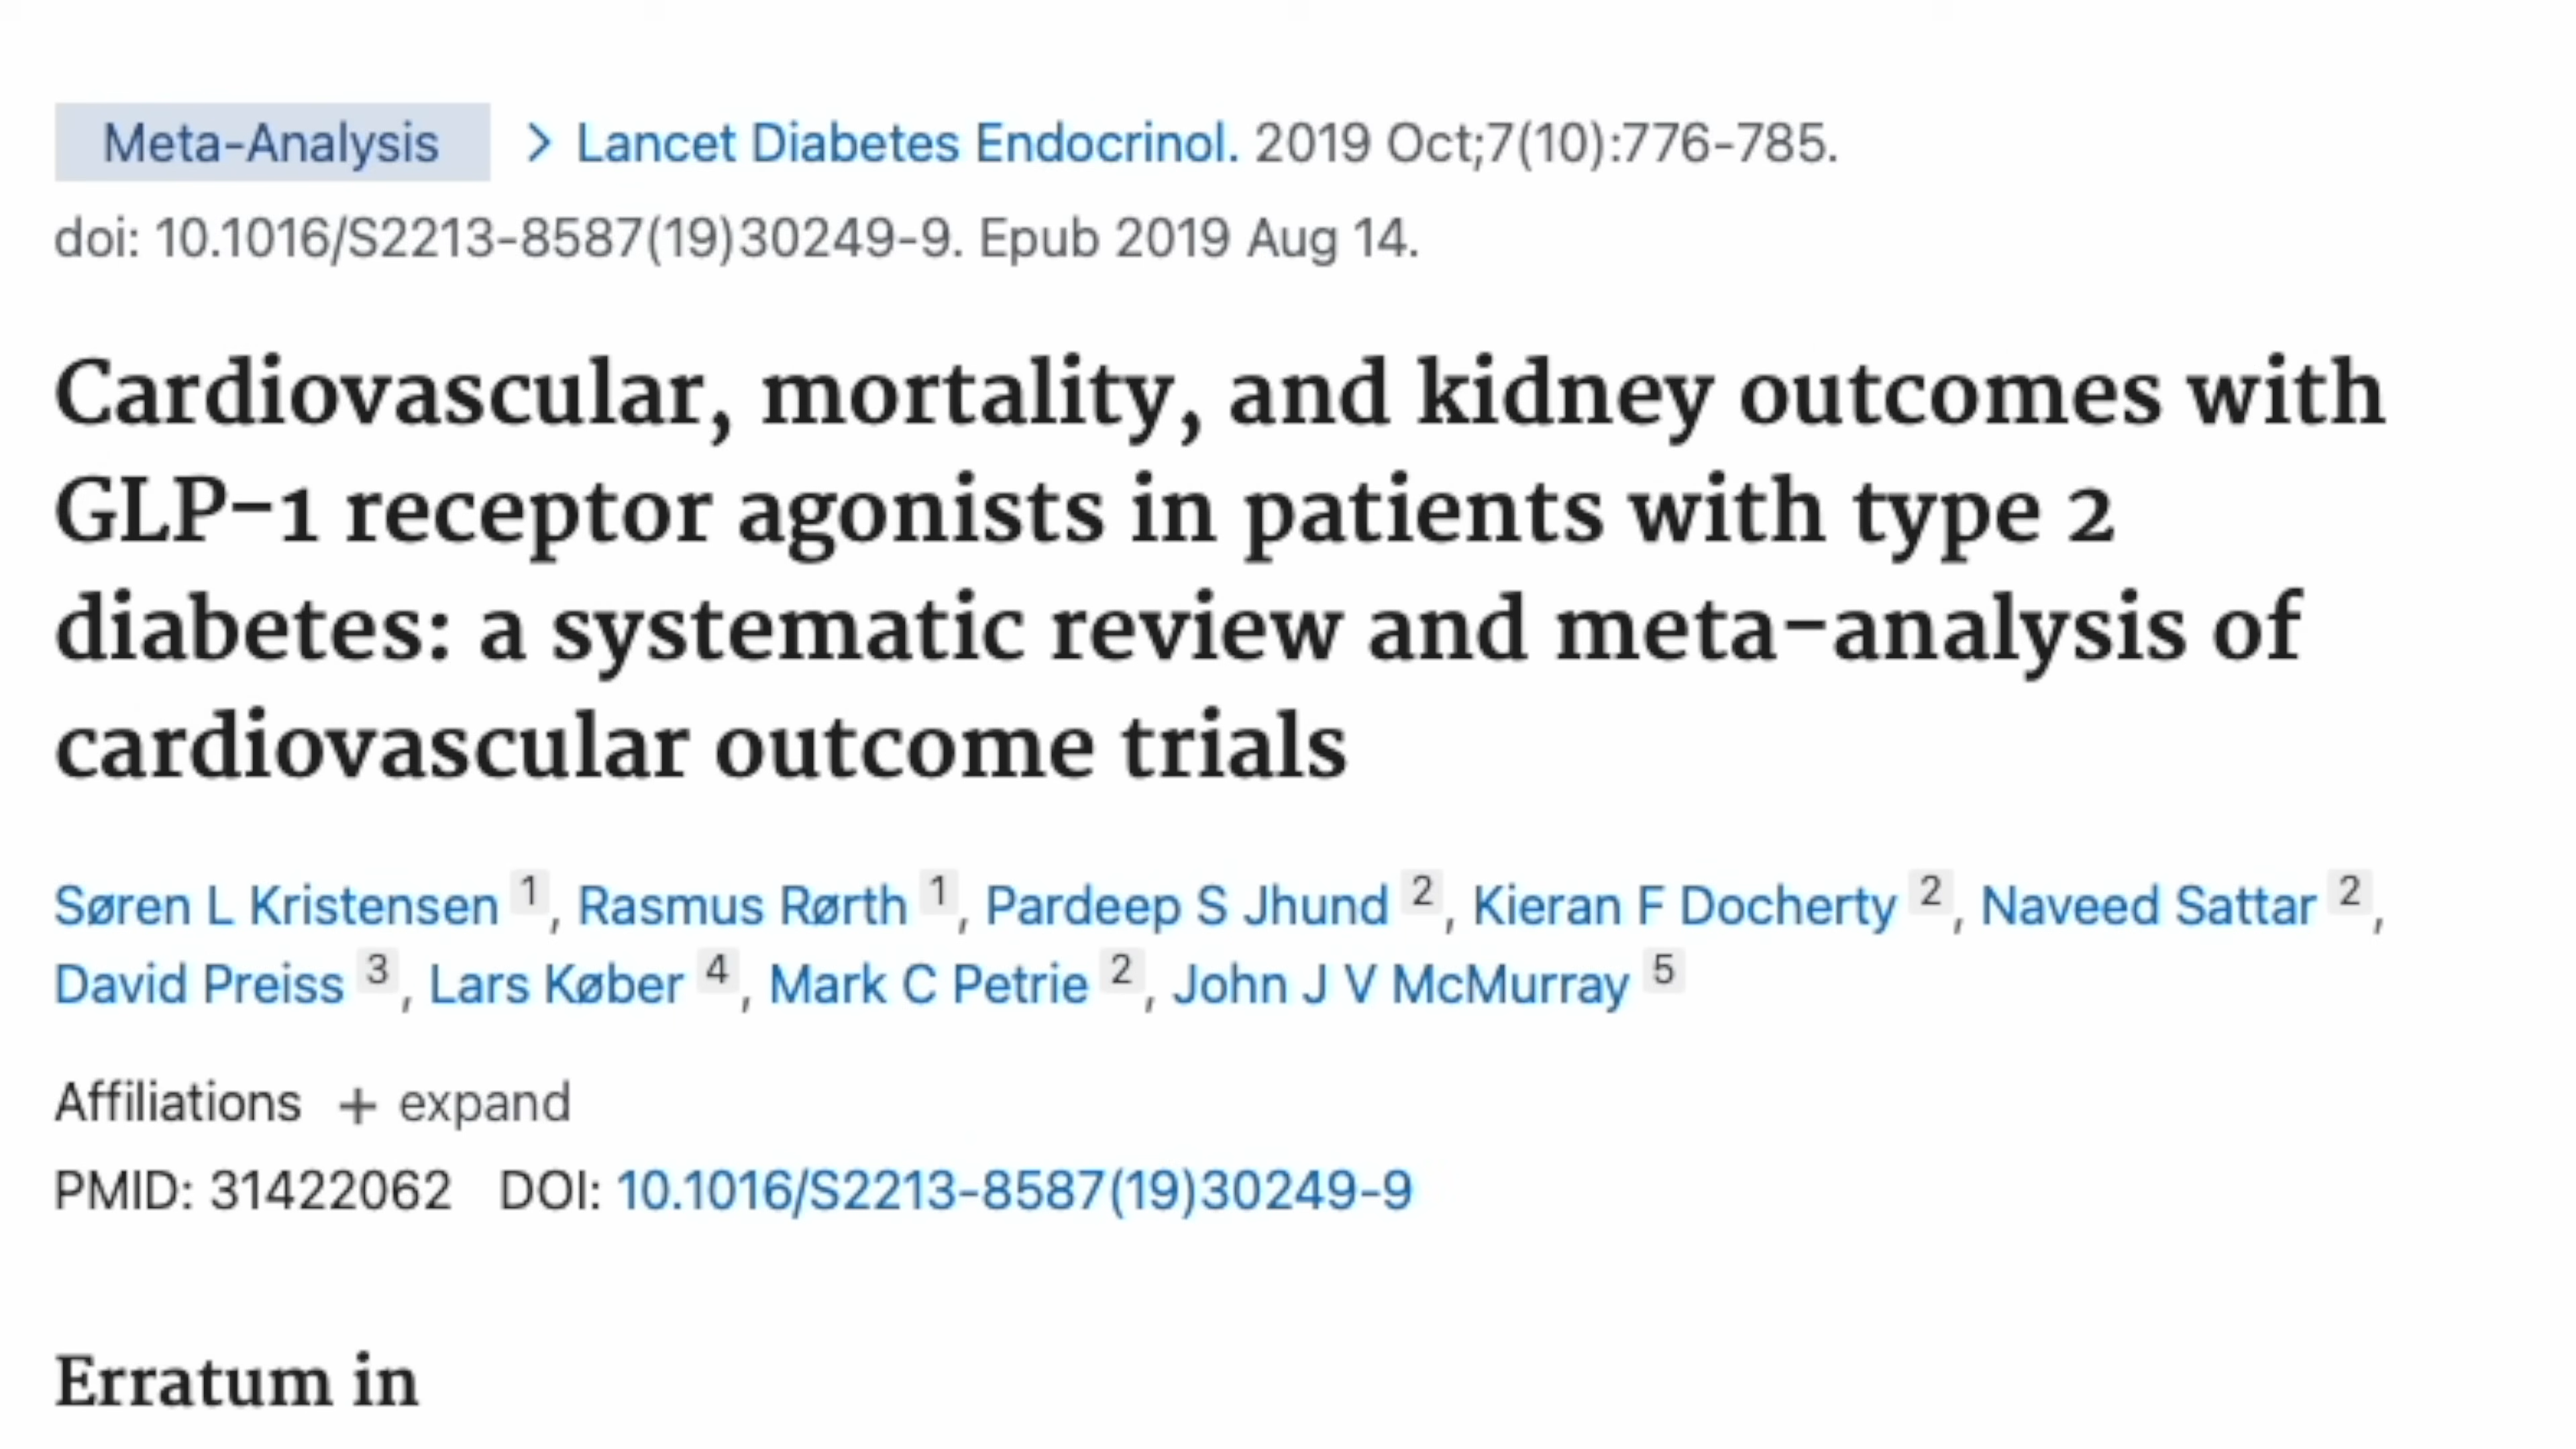 Meta-Analysis > Lancet Diabetes Endocrinol. 2019 Oct;7(10):776-785.
doi: 10.1016/S2213-8587(19)30249-9. Epub 2019 Aug 14.
Cardiovascular, mortality, and kidney outcomes with
GLP-1 receptor agonists in patients with type 2
diabetes: a systematic review and meta-analysis of
cardiovascular outcome trials
Søren L Kristensen 1, Rasmus Rørth 1, Pardeep S Jhund 2, Kieran F Docherty 2, Naveed Sattar 2,
David Preiss 3, Lars Køber 4, Mark C Petrie 2, John J V McMurray 5
Affiliations + expand
PMID: 31422062 DOI: 10.1016/S2213-8587(19)30249-9
Erratum in